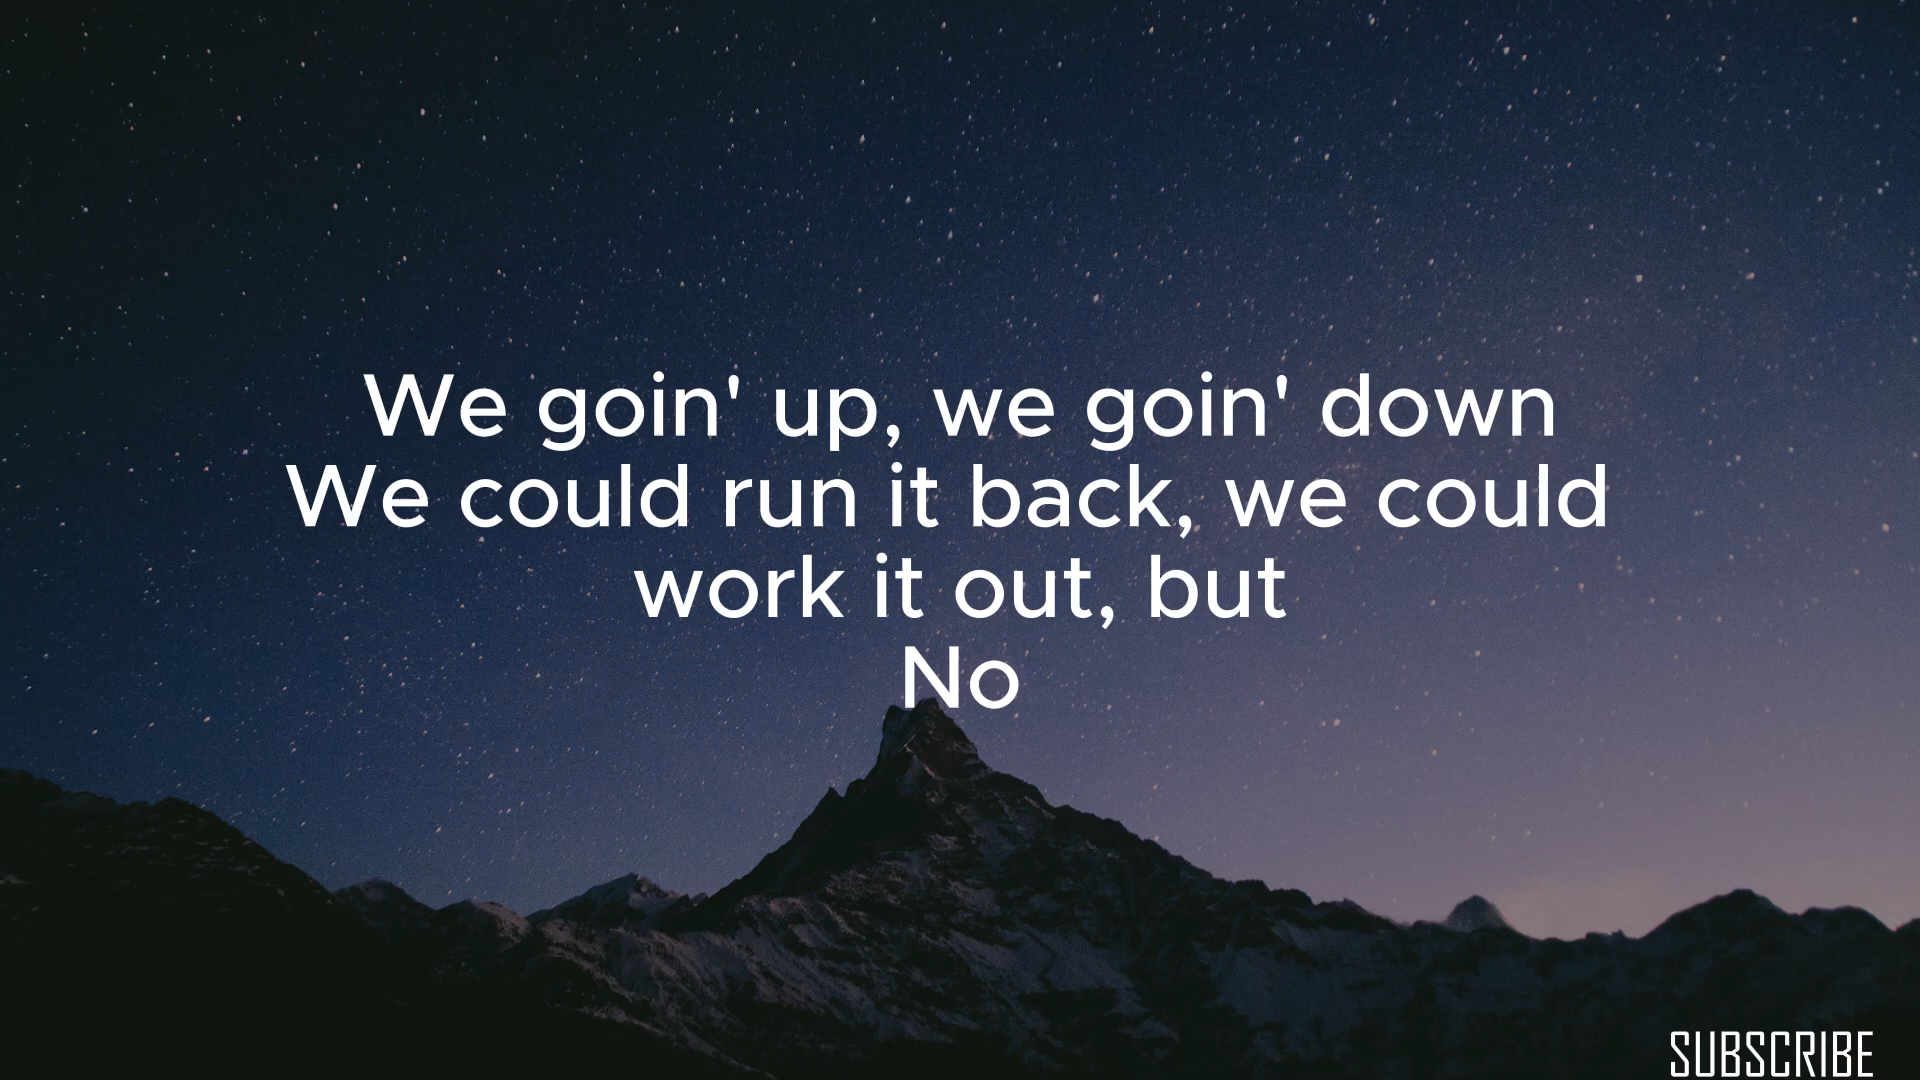 We goin' up, we goin' down
We could run it back, we could
work it out, but
No
SUBSCRIBE